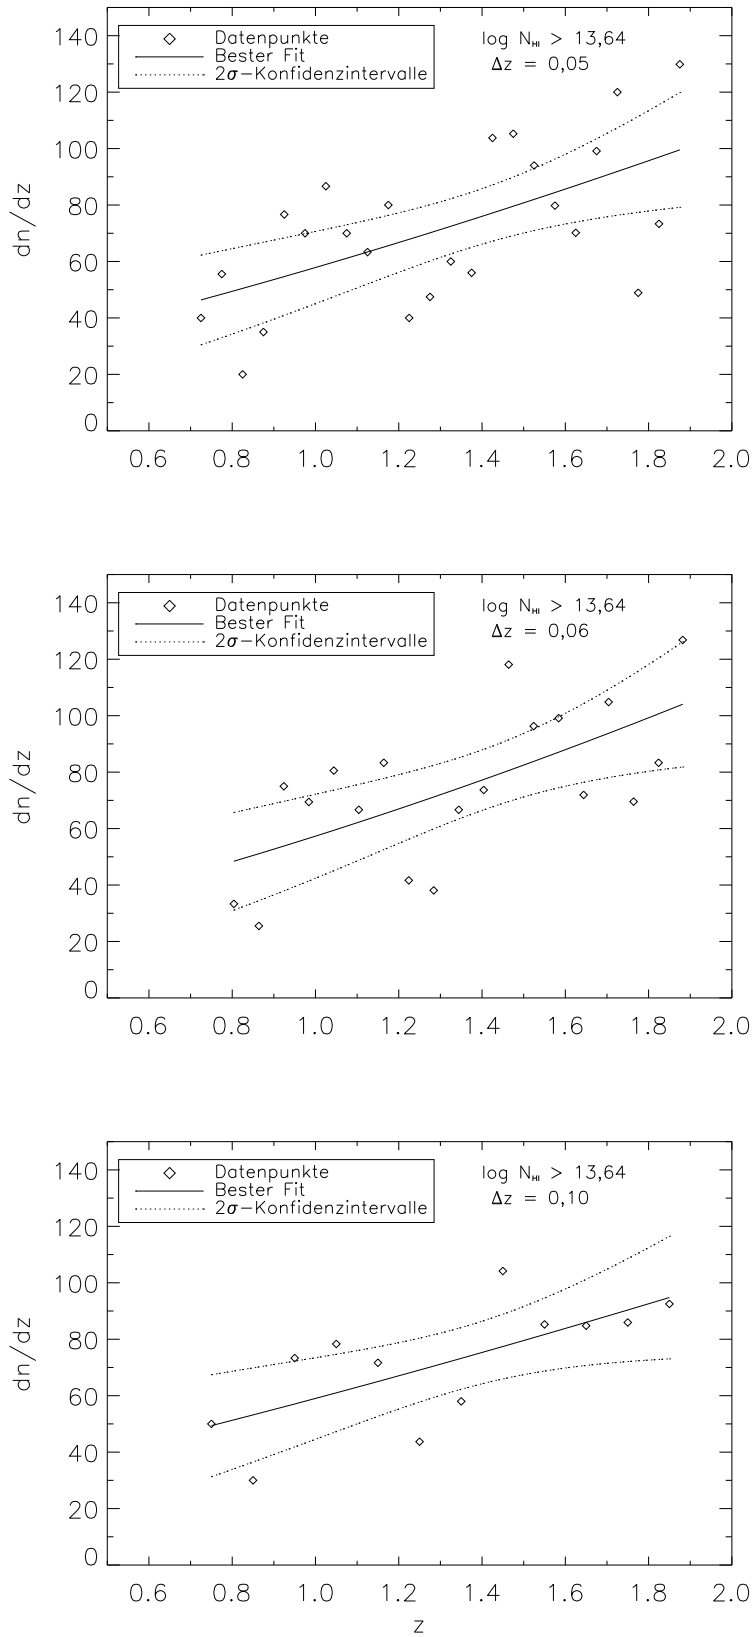 140
120
100
80
60
40
20
0
dn/dz
Datenpunkte
Bester Fit
2σ−Konfidenzintervalle
log N_HI > 13,64
Δz = 0,05
0.6 0.8 1.0 1.2 1.4 1.6 1.8 2.0
140
120
100
80
60
40
20
0
dn/dz
Datenpunkte
Bester Fit
2σ−Konfidenzintervalle
log N_HI > 13,64
Δz = 0,06
0.6 0.8 1.0 1.2 1.4 1.6 1.8 2.0
140
120
100
80
60
40
20
0
dn/dz
Datenpunkte
Bester Fit
2σ−Konfidenzintervalle
log N_HI > 13,64
Δz = 0,10
0.6 0.8 1.0 1.2 1.4 1.6 1.8 2.0
z